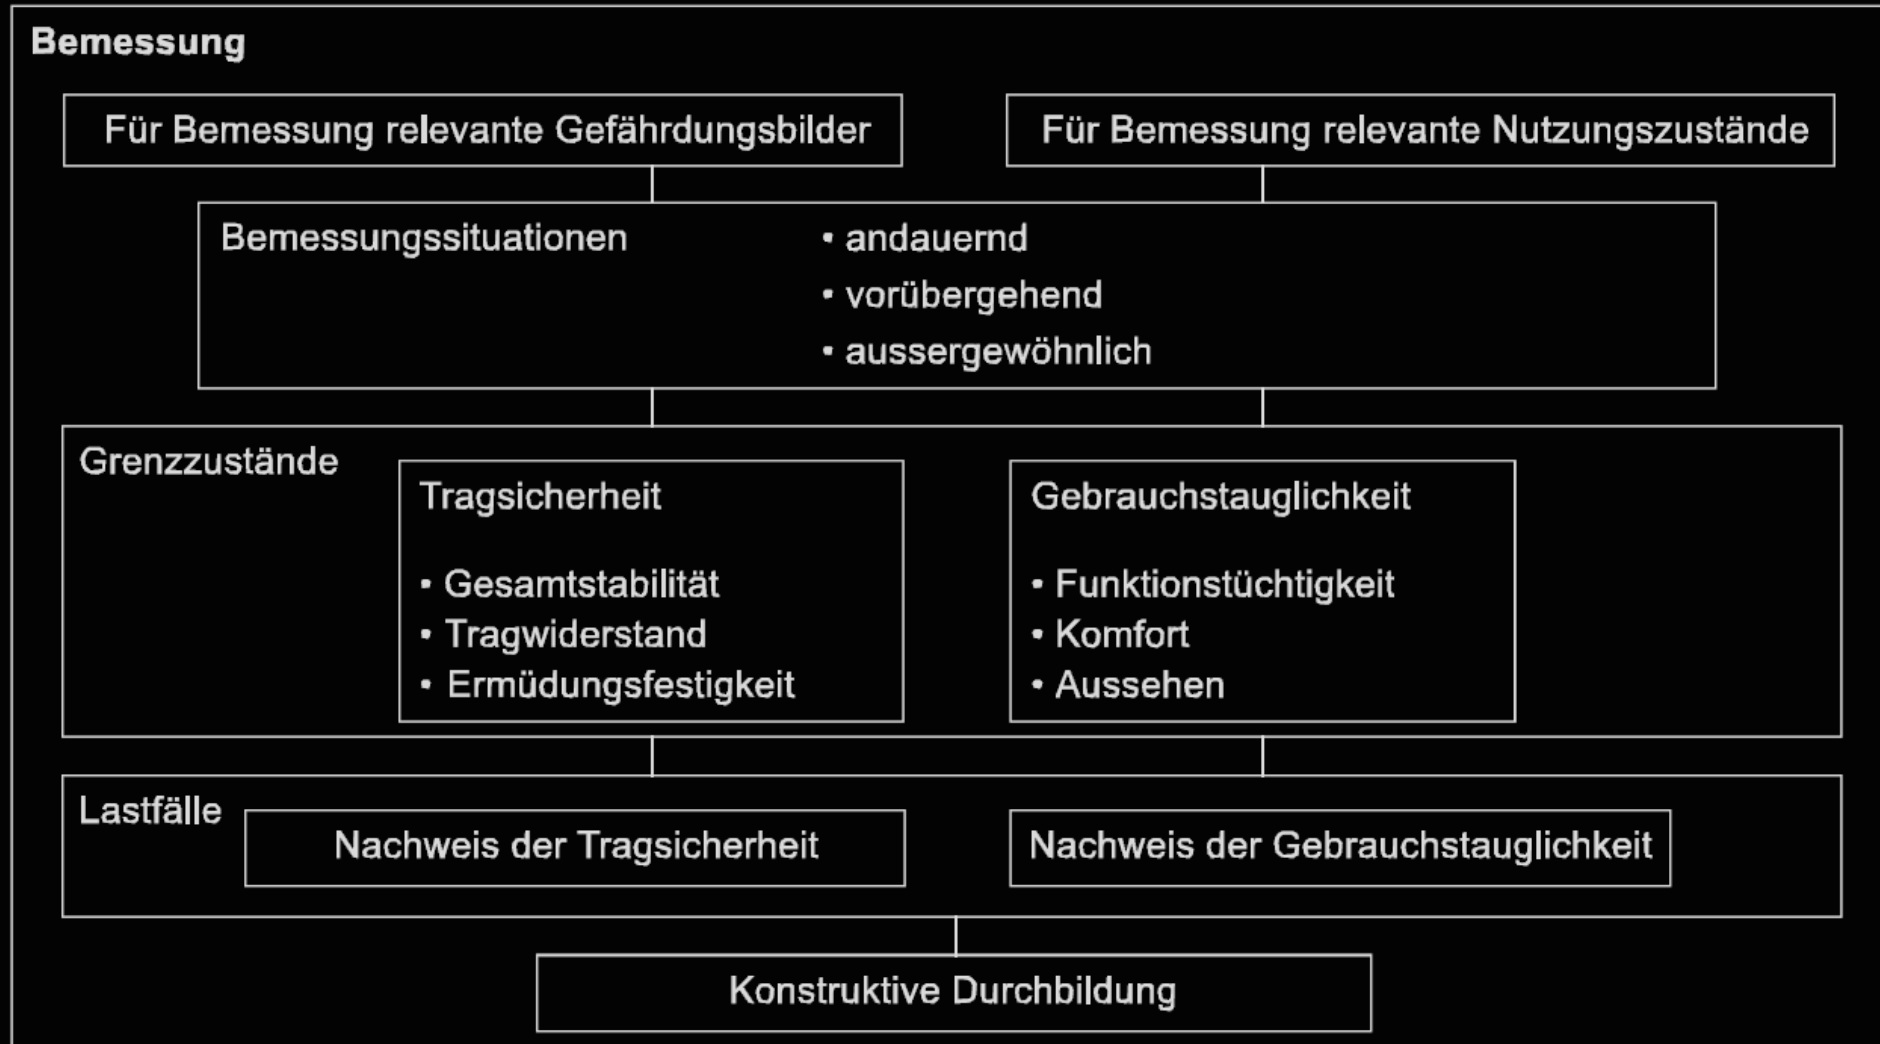 Bemessung
Für Bemessung relevante Gefährdungsbilder
Für Bemessung relevante Nutzungszustände
Bemessungssituationen
• andauernd
• vorübergehend
• aussergewöhnlich
Grenzzustände
Tragsicherheit
• Gesamtstabilität
• Tragwiderstand
• Ermüdungsfestigkeit
Gebrauchstauglichkeit
• Funktionstüchtigkeit
• Komfort
• Aussehen
Lastfälle
Nachweis der Tragsicherheit
Nachweis der Gebrauchstauglichkeit
Konstruktive Durchbildung